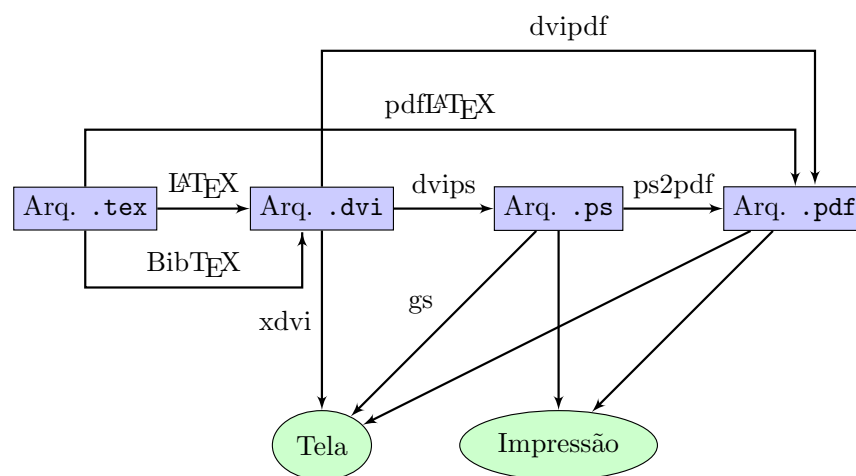 dvipdf
pdfLATEX
LATEX
dvips
ps2pdf
Arq. .tex
Arq. .dvi
Arq. .ps
Arq. .pdf
BibTEX
xdvi
gs
Tela
Impressão